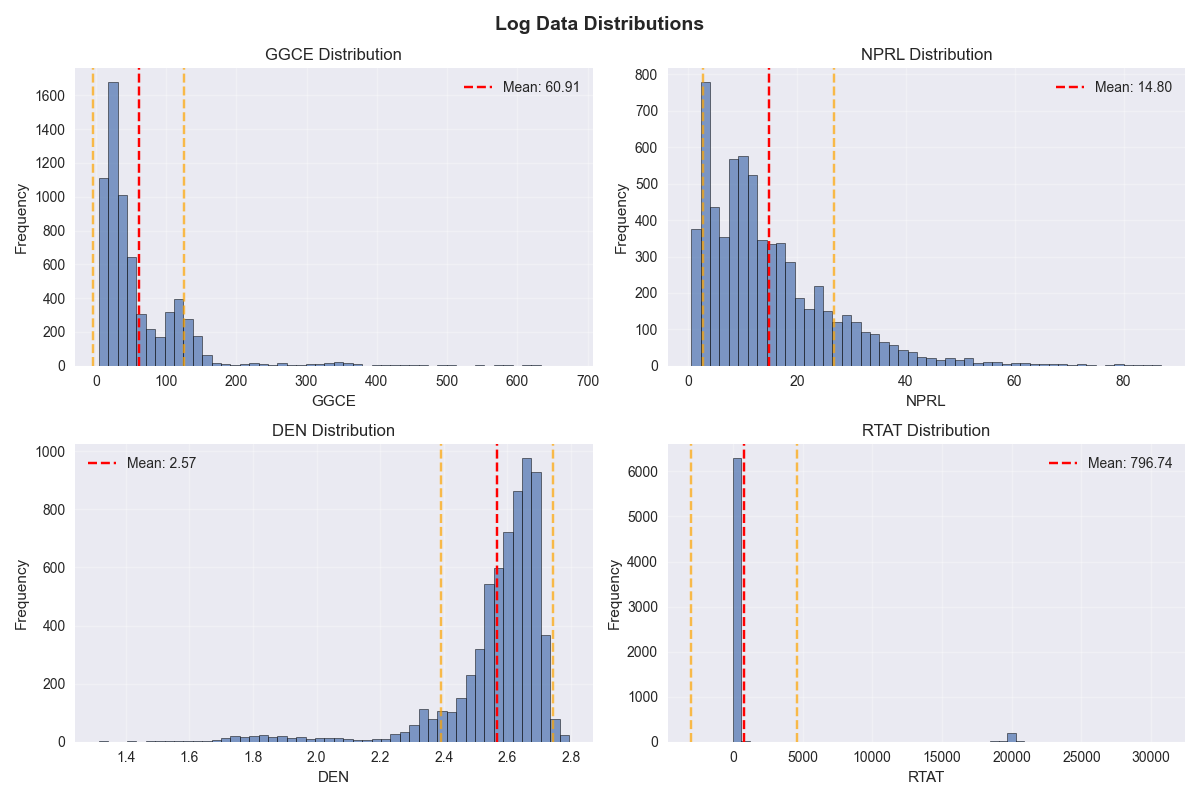 Log Data Distributions
GGCE Distribution
Mean: 60.91
Frequency
1600
1400
1200
1000
800
600
400
200
0
0 100 200 300 400 500 600 700
GGCE
NPRL Distribution
Mean: 14.80
Frequency
800
700
600
500
400
300
200
100
0
0 20 40 60 80
NPRL
DEN Distribution
Mean: 2.57
Frequency
1000
800
600
400
200
0
1.4 1.6 1.8 2.0 2.2 2.4 2.6 2.8
DEN
RTAT Distribution
Mean: 796.74
Frequency
6000
5000
4000
3000
2000
1000
0
0 5000 10000 15000 20000 25000 30000
RTAT